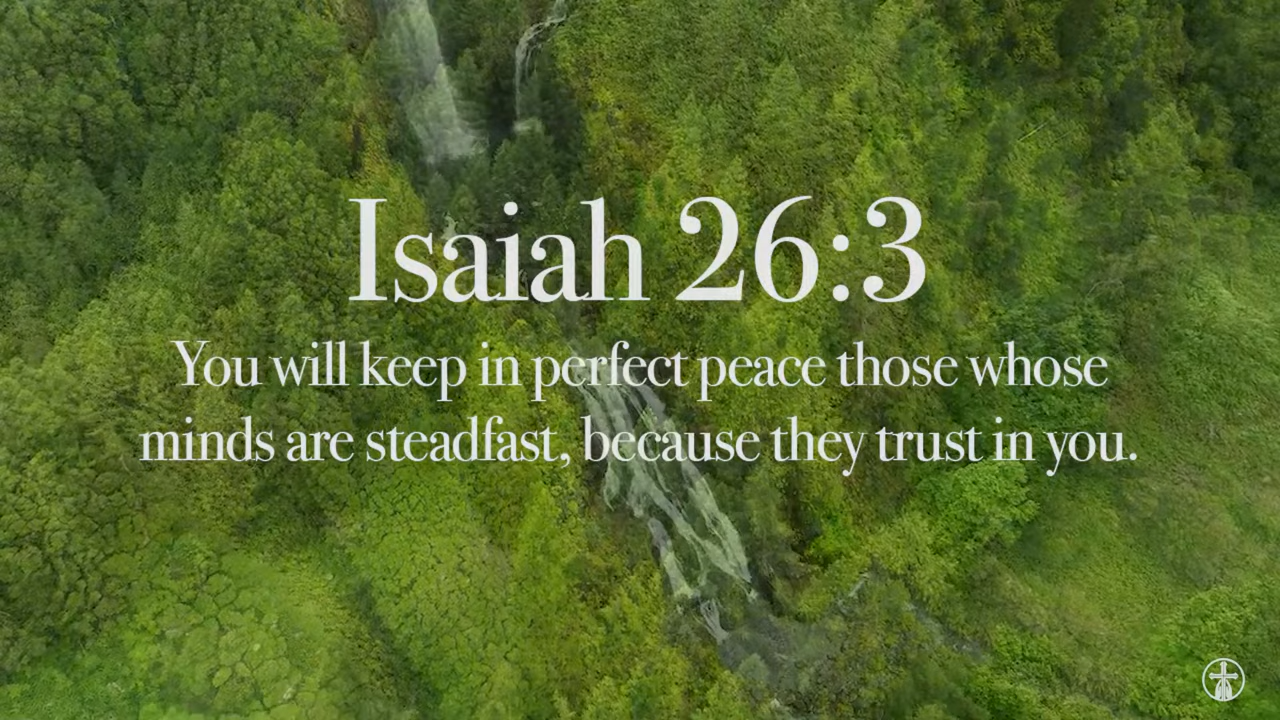 Isaiah 26:3
You will keep in perfect peace those whose
minds are steadfast, because they trust in you.